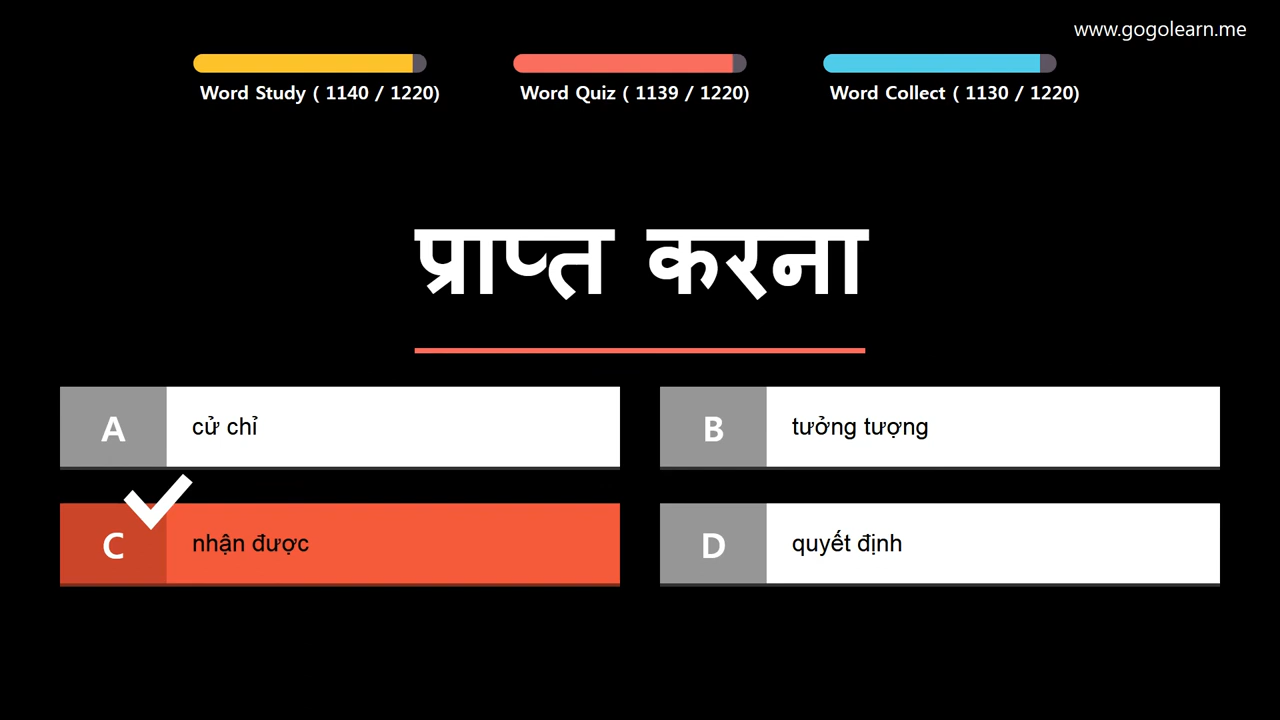 www.gogolearn.me
Word Study ( 1140 / 1220)
Word Quiz ( 1139 / 1220)
Word Collect ( 1130 / 1220)
प्राप्त करना
A
cử chỉ
B
tưởng tượng
C
nhận được
D
quyết định